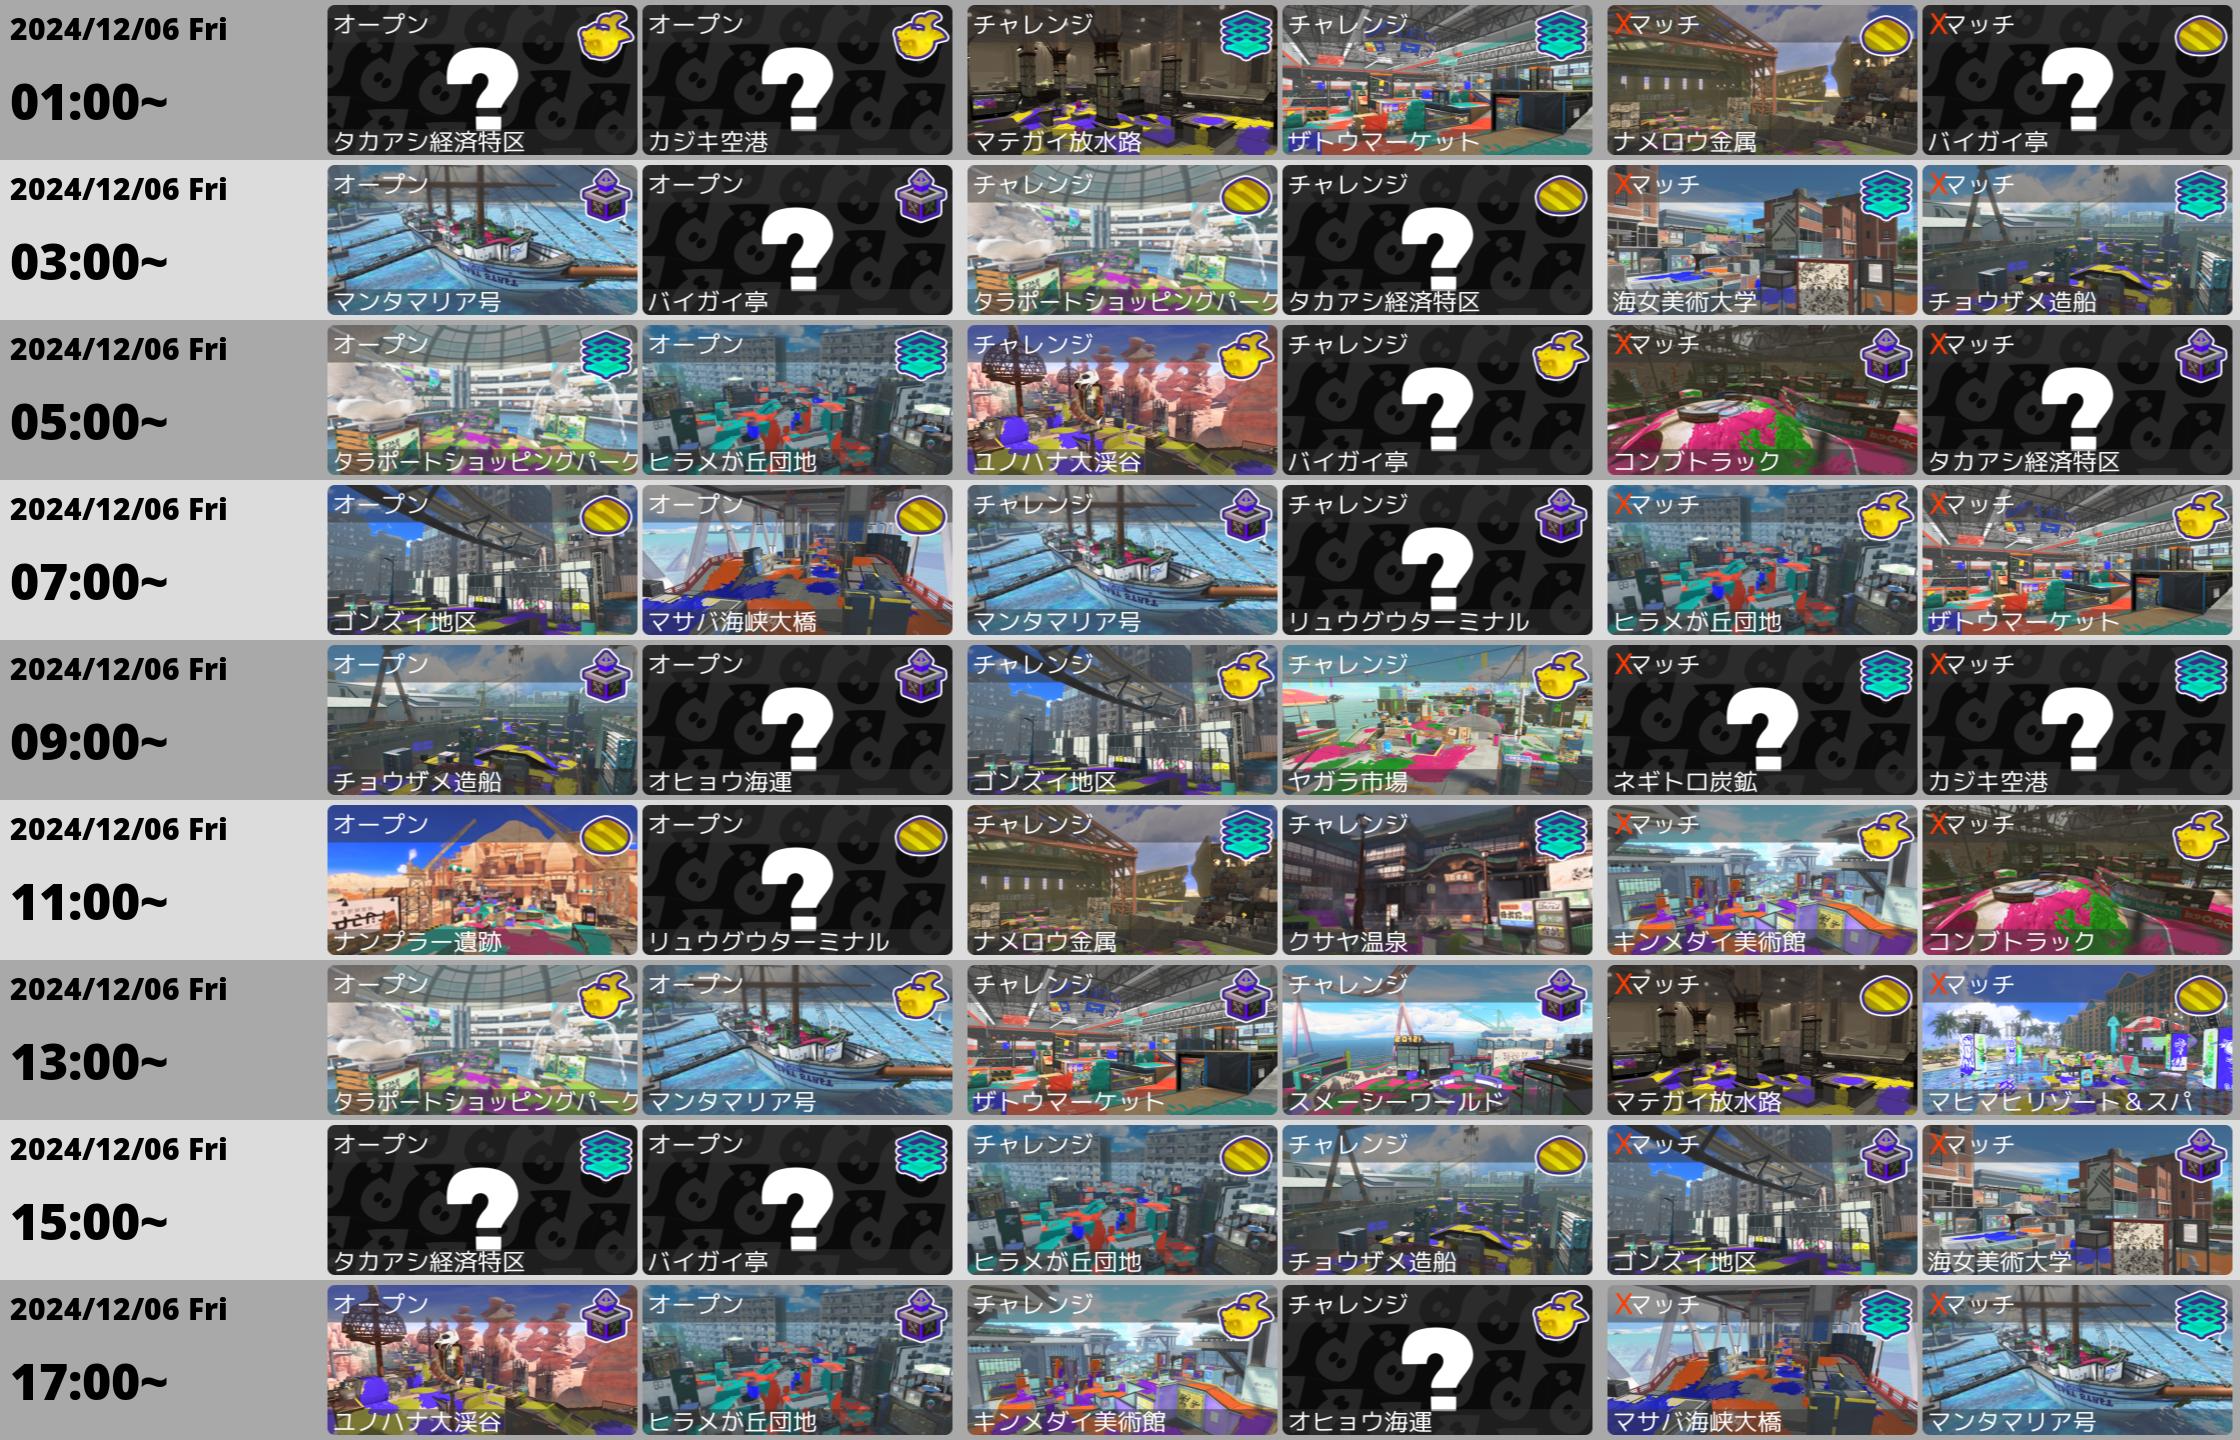 2024/12/06 Fri
01:00~
オープン
タカアシ経済特区
オープン
カジキ空港
チャレンジ
マテガイ放水路
チャレンジ
ザトウマーケット
Xマッチ
ナメロウ金属
Xマッチ
バイガイ亭
2024/12/06 Fri
03:00~
オープン
マンタマリア号
オープン
バイガイ亭
チャレンジ
タラポートショッピングパーク
チャレンジ
タカアシ経済特区
Xマッチ
海女美術大学
Xマッチ
チョウザメ造船
2024/12/06 Fri
05:00~
オープン
タラポートショッピングパーク
オープン
ヒラメが丘団地
チャレンジ
ユノハナ大渓谷
チャレンジ
バイガイ亭
Xマッチ
コンブトラック
Xマッチ
タカアシ経済特区
2024/12/06 Fri
07:00~
オープン
ゴンズイ地区
オープン
マサバ海峡大橋
チャレンジ
マンタマリア号
チャレンジ
リュウグウターミナル
Xマッチ
ヒラメが丘団地
Xマッチ
ザトウマーケット
2024/12/06 Fri
09:00~
オープン
チョウザメ造船
オープン
オヒョウ海運
チャレンジ
ゴンズイ地区
チャレンジ
ヤガラ市場
Xマッチ
ネギトロ炭鉱
Xマッチ
カジキ空港
2024/12/06 Fri
11:00~
オープン
ナンプラー遺跡
オープン
リュウグウターミナル
チャレンジ
ナメロウ金属
チャレンジ
クサヤ温泉
Xマッチ
キンメダイ美術館
Xマッチ
コンブトラック
2024/12/06 Fri
13:00~
オープン
タラポートショッピングパーク
オープン
マンタマリア号
チャレンジ
ザトウマーケット
チャレンジ
スメーシーワールド
Xマッチ
マテガイ放水路
Xマッチ
マヒマヒリゾート＆スパ
2024/12/06 Fri
15:00~
オープン
タカアシ経済特区
オープン
バイガイ亭
チャレンジ
ヒラメが丘団地
チャレンジ
チョウザメ造船
Xマッチ
ゴンズイ地区
Xマッチ
海女美術大学
2024/12/06 Fri
17:00~
オープン
ユノハナ大渓谷
オープン
ヒラメが丘団地
チャレンジ
キンメダイ美術館
チャレンジ
オヒョウ海運
Xマッチ
マサバ海峡大橋
Xマッチ
マンタマリア号